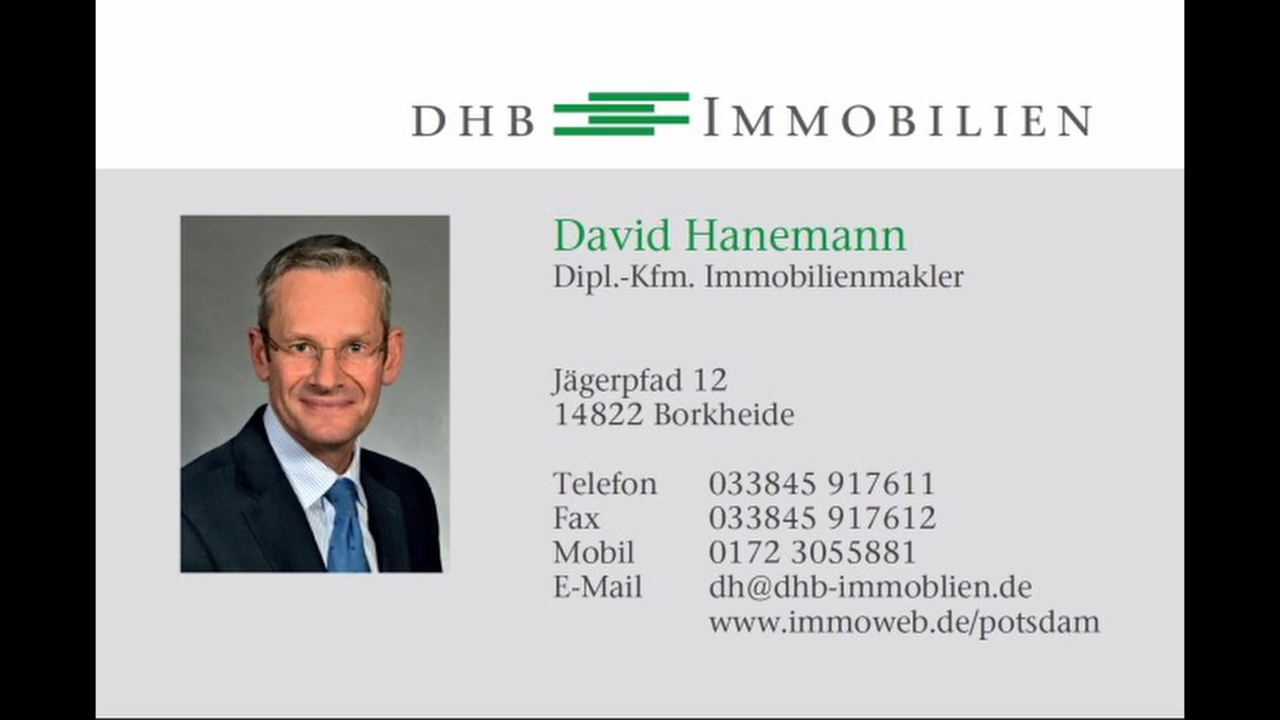 DHB IMMOBILIEN
David Hanemann
Dipl.-Kfm. Immobilienmakler
Jägerpfad 12
14822 Borkheide
Telefon 033845 917611
Fax 033845 917612
Mobil 0172 3055881
E-Mail dh@dhb-immoblien.de
www.immoweb.de/potsdam